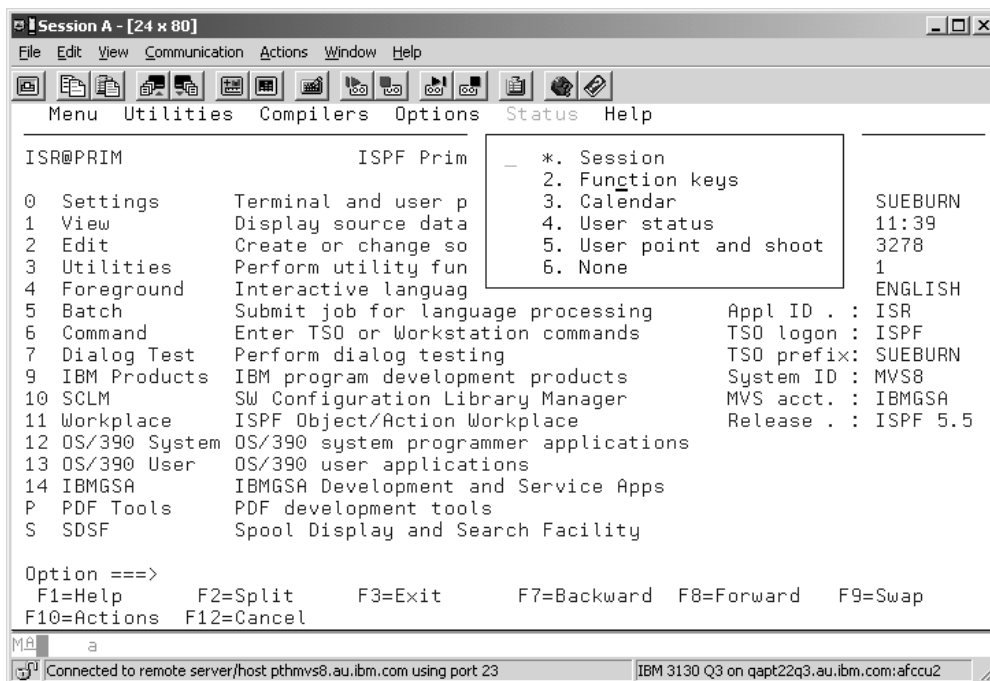 Session A - [24 x 80]
File Edit View Communication Actions Window Help
Menu Utilities Compilers Options Status Help
ISR@PRIM ISPF Prim
_ *. Session
2. Function keys
3. Calendar
4. User status
5. User point and shoot
6. None
0 Settings Terminal and user p SUEBURN
1 View Display source data 11:39
2 Edit Create or change so 3278
3 Utilities Perform utility fun 1
4 Foreground Interactive languag ENGLISH
5 Batch Submit job for language processing Appl ID . : ISR
6 Command Enter TSO or Workstation commands TSO logon : ISPF
7 Dialog Test Perform dialog testing TSO prefix: SUEBURN
9 IBM Products IBM program development products System ID : MVS8
10 SCLM SW Configuration Library Manager MVS acct. : IBMGSA
11 Workplace ISPF Object/Action Workplace Release . : ISPF 5.5
12 OS/390 System OS/390 system programmer applications
13 OS/390 User OS/390 user applications
14 IBMGSA IBMGSA Development and Service Apps
P PDF Tools PDF development tools
S SDSF Spool Display and Search Facility
Option ===>
F1=Help F2=Split F3=Exit F7=Backward F8=Forward F9=Swap
F10=Actions F12=Cancel
MA a
Connected to remote server/host pthmvs8.au.ibm.com using port 23 IBM 3130 Q3 on qapt22q3.au.ibm.com:afccu2